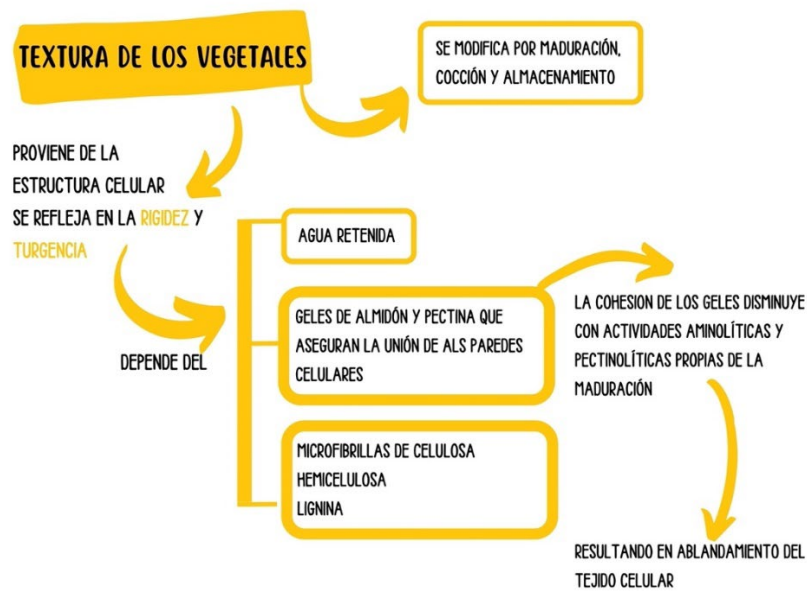 TEXTURA DE LOS VEGETALES
SE MODIFICA POR MADURACIÓN,
COCCIÓN Y ALMACENAMIENTO
PROVIENE DE LA
ESTRUCTURA CELULAR
SE REFLEJA EN LA RIGIDEZ Y
TURGENCIA
DEPENDE DEL
AGUA RETENIDA
GELES DE ALMIDÓN Y PECTINA QUE
ASEGURAN LA UNIÓN DE ALS PAREDES
CELULARES
MICROFIBRILLAS DE CELULOSA
HEMICELULOSA
LIGNINA
LA COHESION DE LOS GELES DISMINUYE
CON ACTIVIDADES AMINOLÍTICAS Y
PECTINOLÍTICAS PROPIAS DE LA
MADURACIÓN
RESULTANDO EN ABLANDAMIENTO DEL
TEJIDO CELULAR